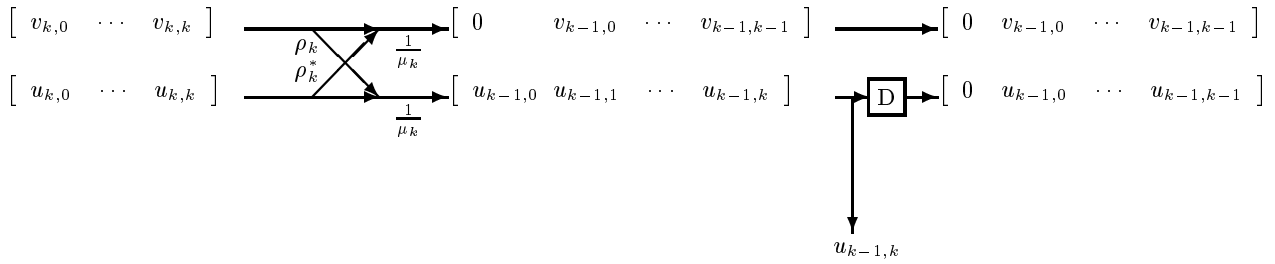 [ v_{k,0} ··· v_{k,k} ] [ 0 v_{k−1,0} ··· v_{k−1,k−1} ] [ 0 v_{k−1,0} ··· v_{k−1,k−1} ]
ρ_k 1/μ_k
ρ_k^*
[ u_{k,0} ··· u_{k,k} ] [ u_{k−1,0} u_{k−1,1} ··· u_{k−1,k} ] D [ 0 u_{k−1,0} ··· u_{k−1,k−1} ]
1/μ_k
u_{k−1,k}